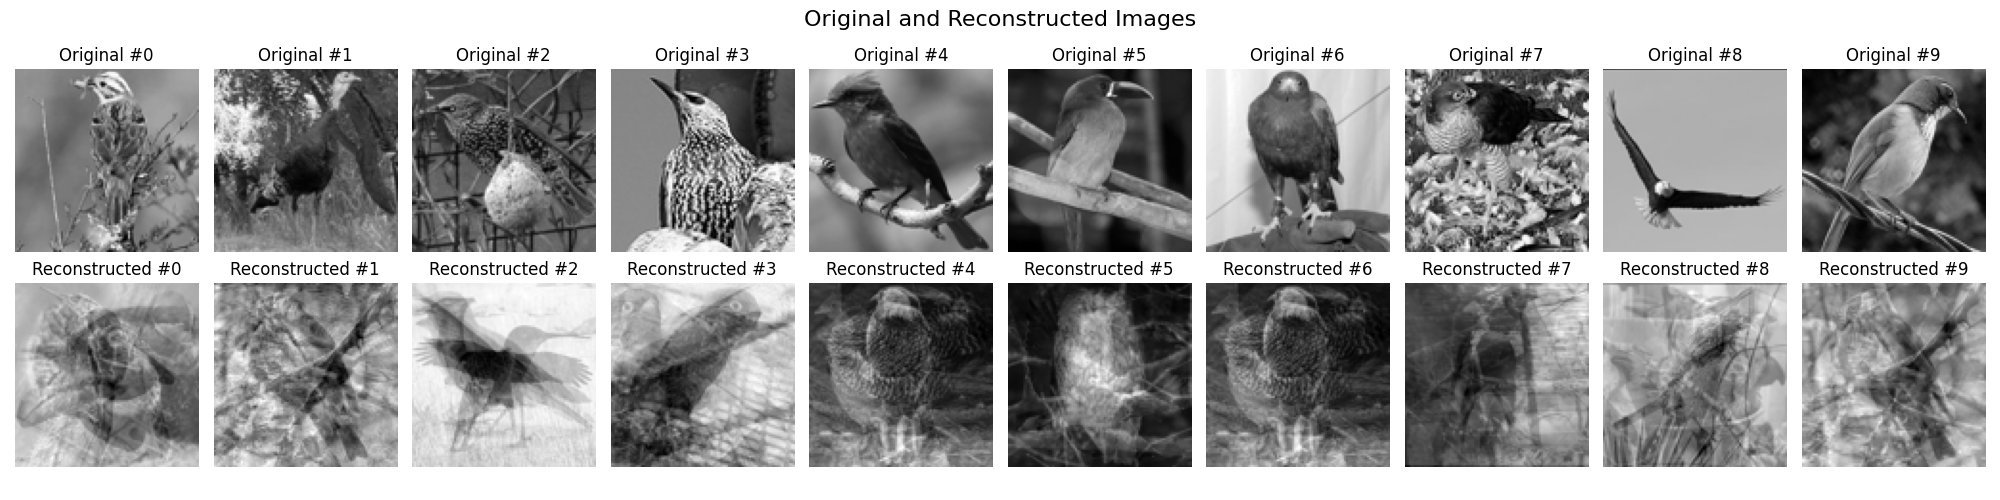 Original and Reconstructed Images
Original #0 Original #1 Original #2 Original #3 Original #4 Original #5 Original #6 Original #7 Original #8 Original #9
Reconstructed #0 Reconstructed #1 Reconstructed #2 Reconstructed #3 Reconstructed #4 Reconstructed #5 Reconstructed #6 Reconstructed #7 Reconstructed #8 Reconstructed #9